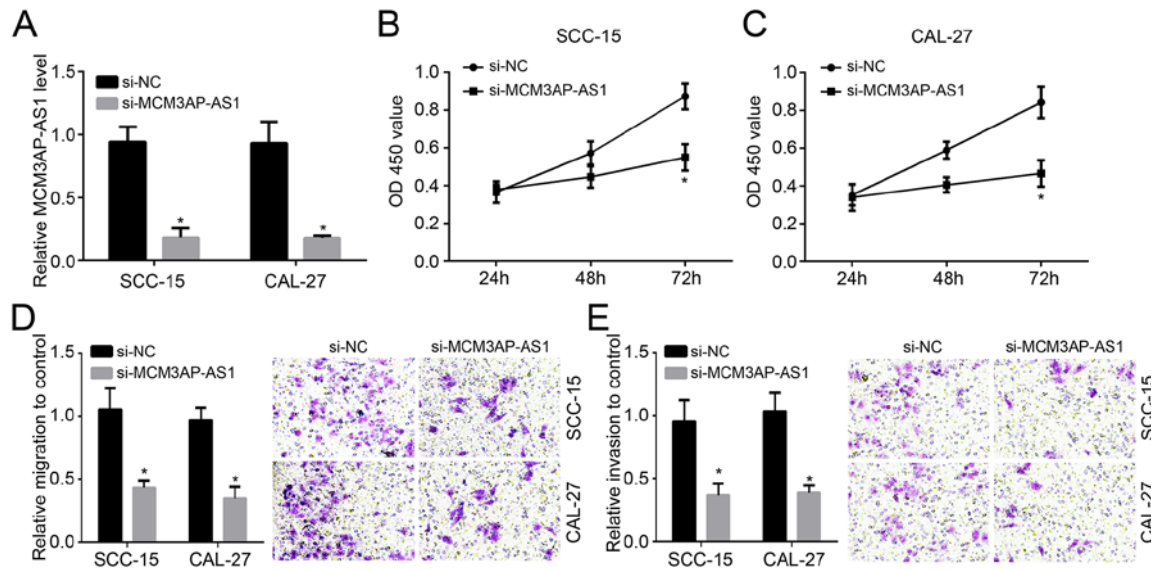 A
Relative MCM3AP-AS1 level
1.5
1.0
0.5
0.0
si-NC
si-MCM3AP-AS1
*
*
SCC-15
CAL-27
B
SCC-15
OD 450 value
1.0
0.8
0.6
0.4
0.2
0.0
si-NC
si-MCM3AP-AS1
*
24h
48h
72h
C
CAL-27
OD 450 value
1.0
0.8
0.6
0.4
0.2
0.0
si-NC
si-MCM3AP-AS1
*
24h
48h
72h
D
Relative migration to control
1.5
1.0
0.5
0.0
si-NC
si-MCM3AP-AS1
*
*
SCC-15
CAL-27
si-NC
si-MCM3AP-AS1
SCC-15
CAL-27
E
Relative invasion to control
1.5
1.0
0.5
0.0
si-NC
si-MCM3AP-AS1
*
*
SCC-15
CAL-27
si-NC
si-MCM3AP-AS1
SCC-15
CAL-27